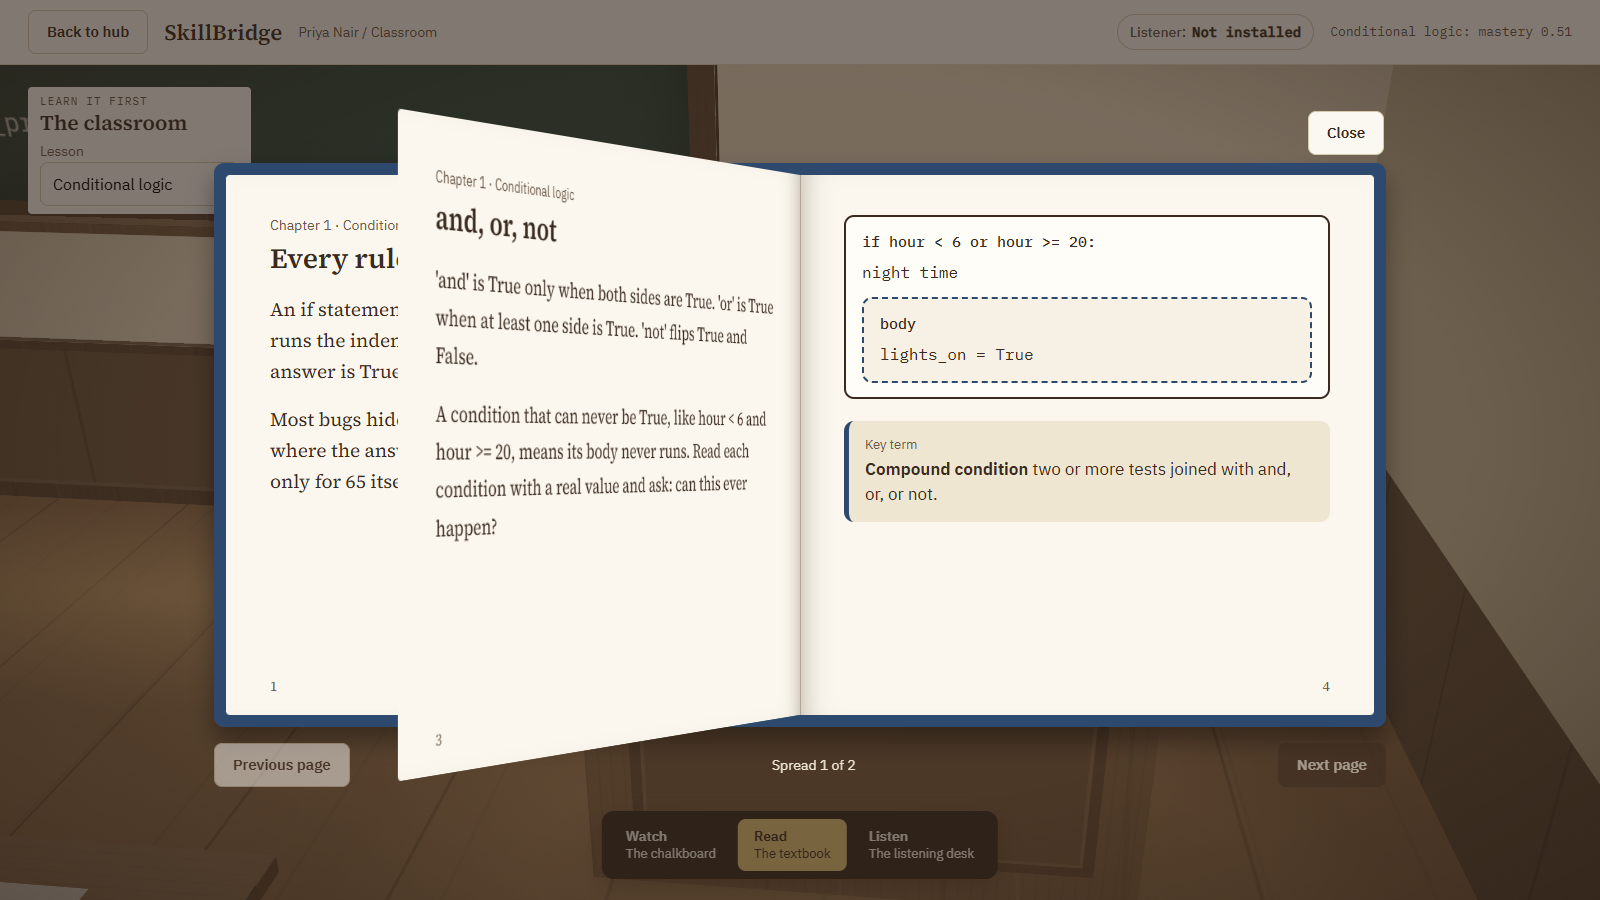 Back to hub
SkillBridge
Priya Nair / Classroom
Listener: Not installed
Conditional logic: mastery 0.51
LEARN IT FIRST
The classroom
Lesson
Conditional logic
Close
Chapter 1 · Conditio
Every rul
An if statemen
runs the inden
answer is True
Most bugs hid
where the ans
only for 65 itse
1
Chapter 1 · Conditional logic
and, or, not
'and' is True only when both sides are True. 'or' is True
when at least one side is True. 'not' flips True and
False.
A condition that can never be True, like hour < 6 and
hour >= 20, means its body never runs. Read each
condition with a real value and ask: can this ever
happen?
3
if hour < 6 or hour >= 20:
night time
body
lights_on = True
Key term
Compound condition two or more tests joined with and,
or, or not.
4
Previous page
Spread 1 of 2
Next page
Watch
The chalkboard
Read
The textbook
Listen
The listening desk